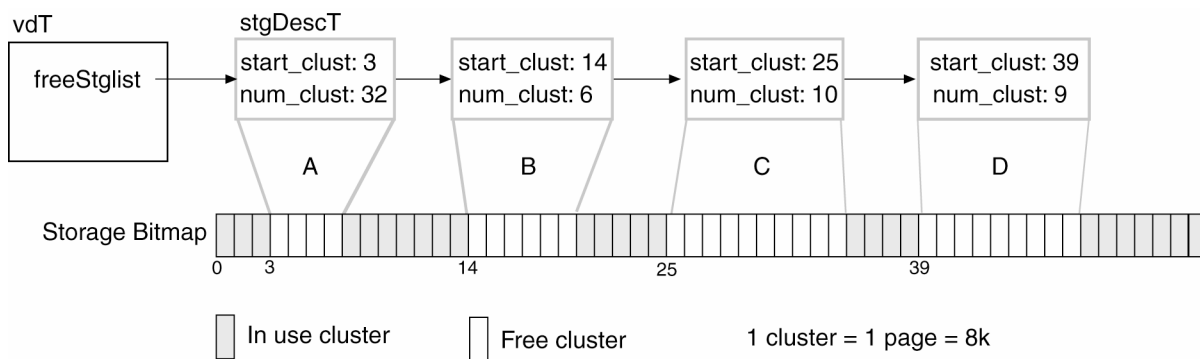 vdT
stgDescT
freeStglist
start_clust: 3
num_clust: 32
start_clust: 14
num_clust: 6
start_clust: 25
num_clust: 10
start_clust: 39
num_clust: 9
A
B
C
D
Storage Bitmap
0
3
14
25
39
In use cluster
Free cluster
1 cluster = 1 page = 8k